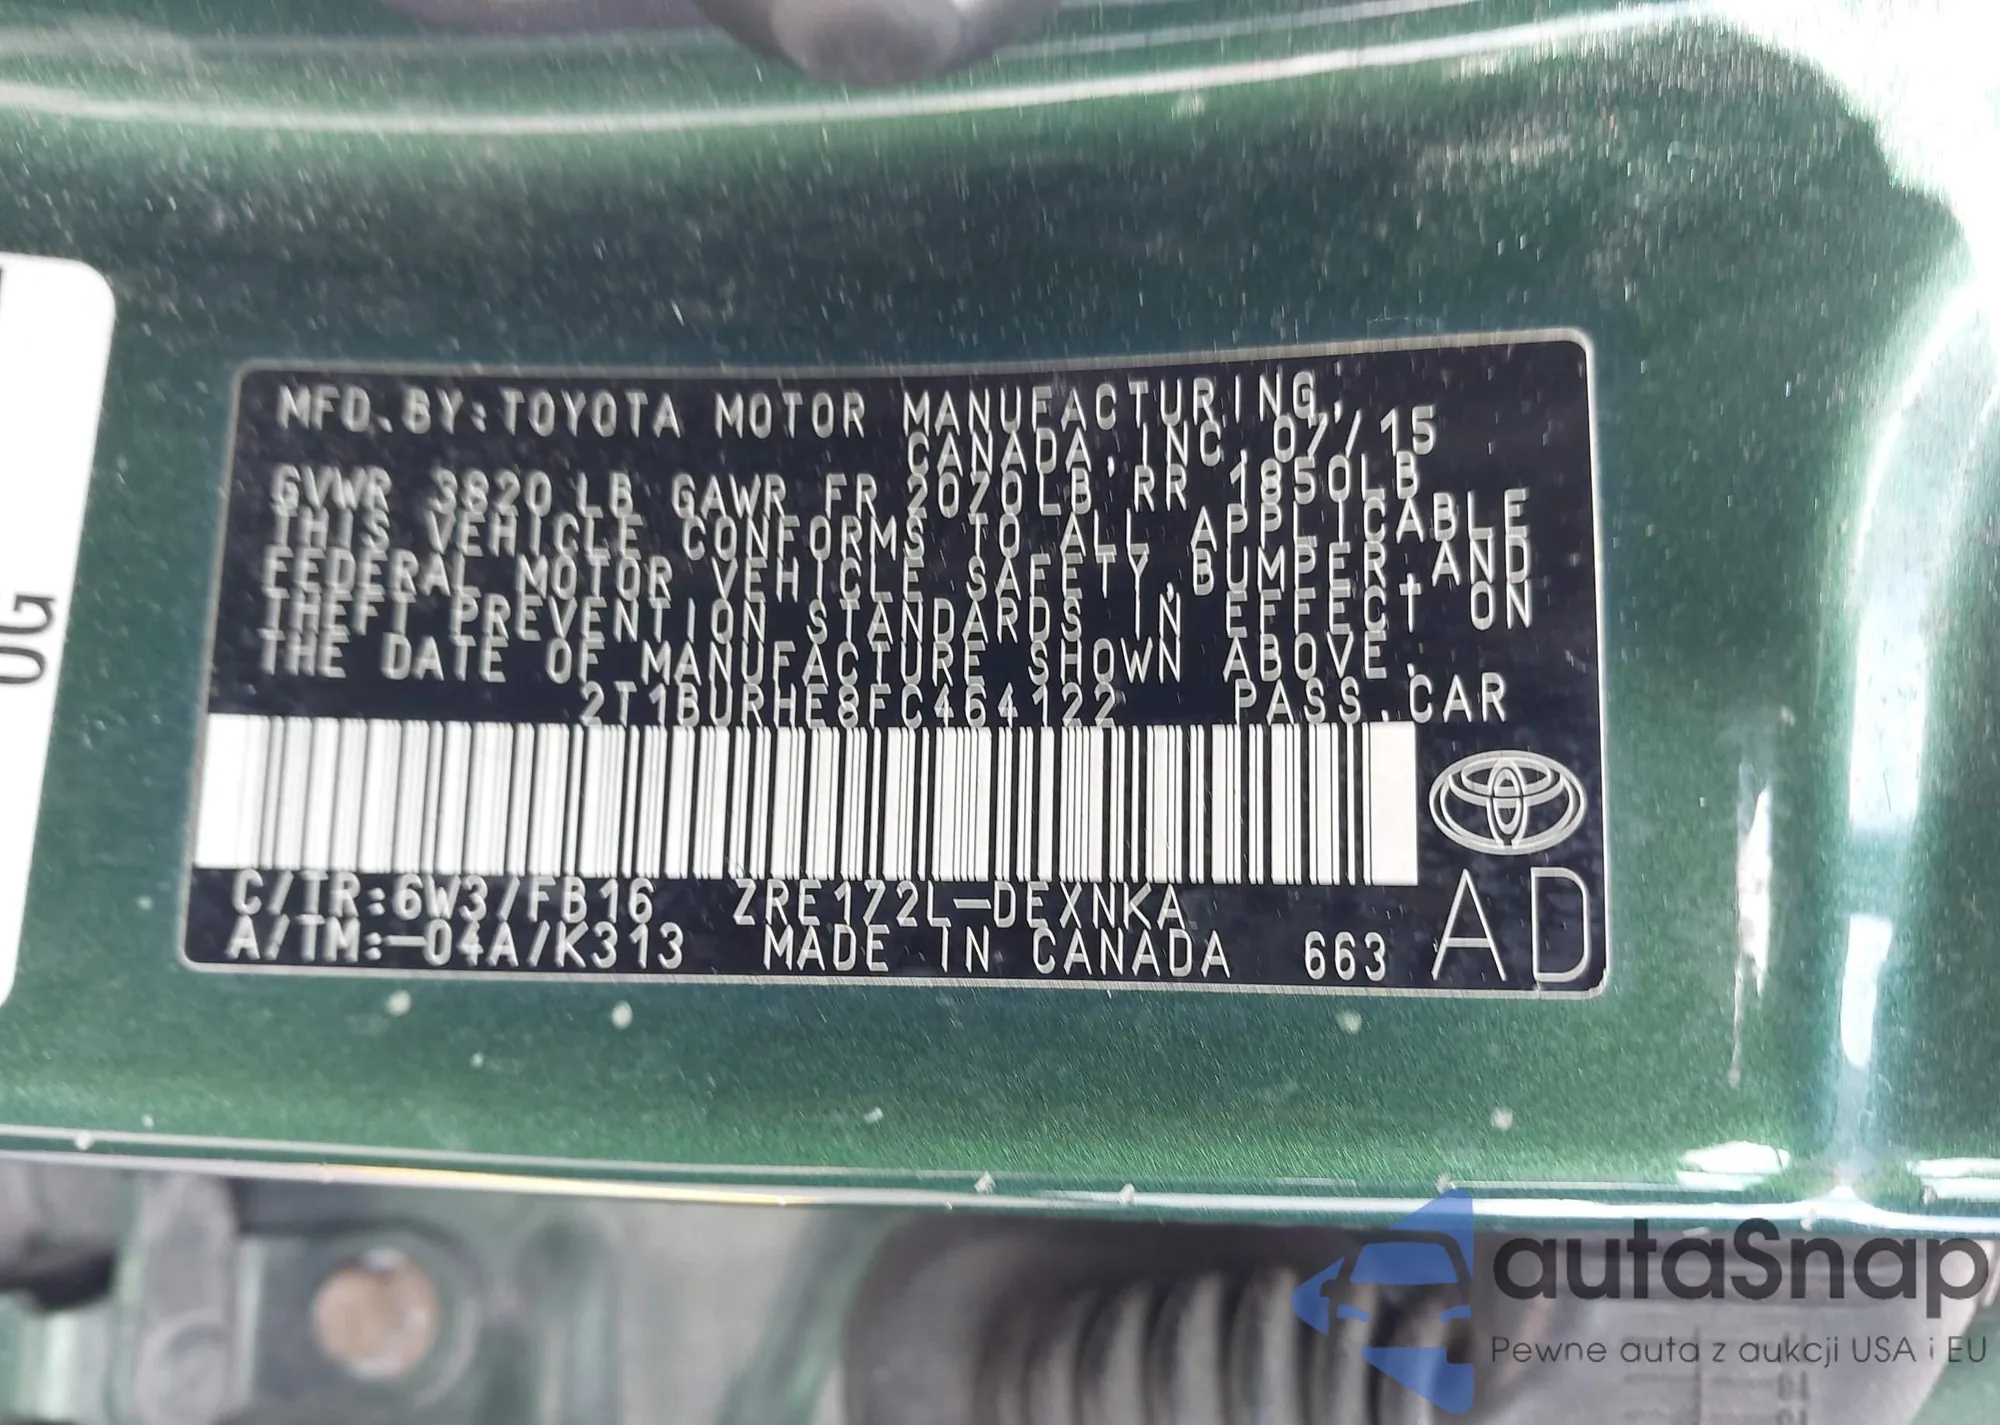 0G
MFD. BY:TOYOTA MOTOR MANUFACTURING,
CANADA, INC. 07/15
GVWR 3820 LB GAWR FR 2070LB RR 1850LB
THIS VEHICLE CONFORMS TO ALL APPLICABLE
FEDERAL MOTOR VEHICLE SAFETY,BUMPER,AND
THEFT PREVENTION STANDARDS IN EFFECT ON
THE DATE OF MANUFACTURE SHOWN ABOVE.
2T1BURHE8FC464122 PASS.CAR
C/TR:6W3/FB16 ZRE172L-DEXNKA
A/TM:-04A/K313 MADE IN CANADA 663
AD
autaSnap
Pewne auta z aukcji USA i EU